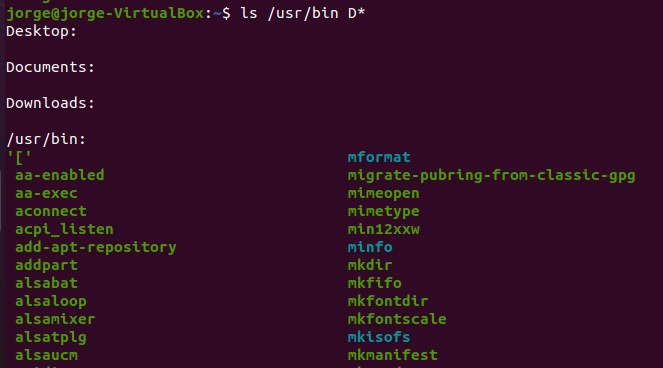 jorge@jorge-VirtualBox:~$ ls /usr/bin D*
Desktop:
Documents:
Downloads:
/usr/bin:
'[' mformat
aa-enabled migrate-pubring-from-classic-gpg
aa-exec mimeopen
aconnect mimetype
acpi_listen min12xxw
add-apt-repository minfo
addpart mkdir
alsabat mkfifo
alsaloop mkfontdir
alsamixer mkfontscale
alsatplg mkisofs
alsaucm mkmanifest